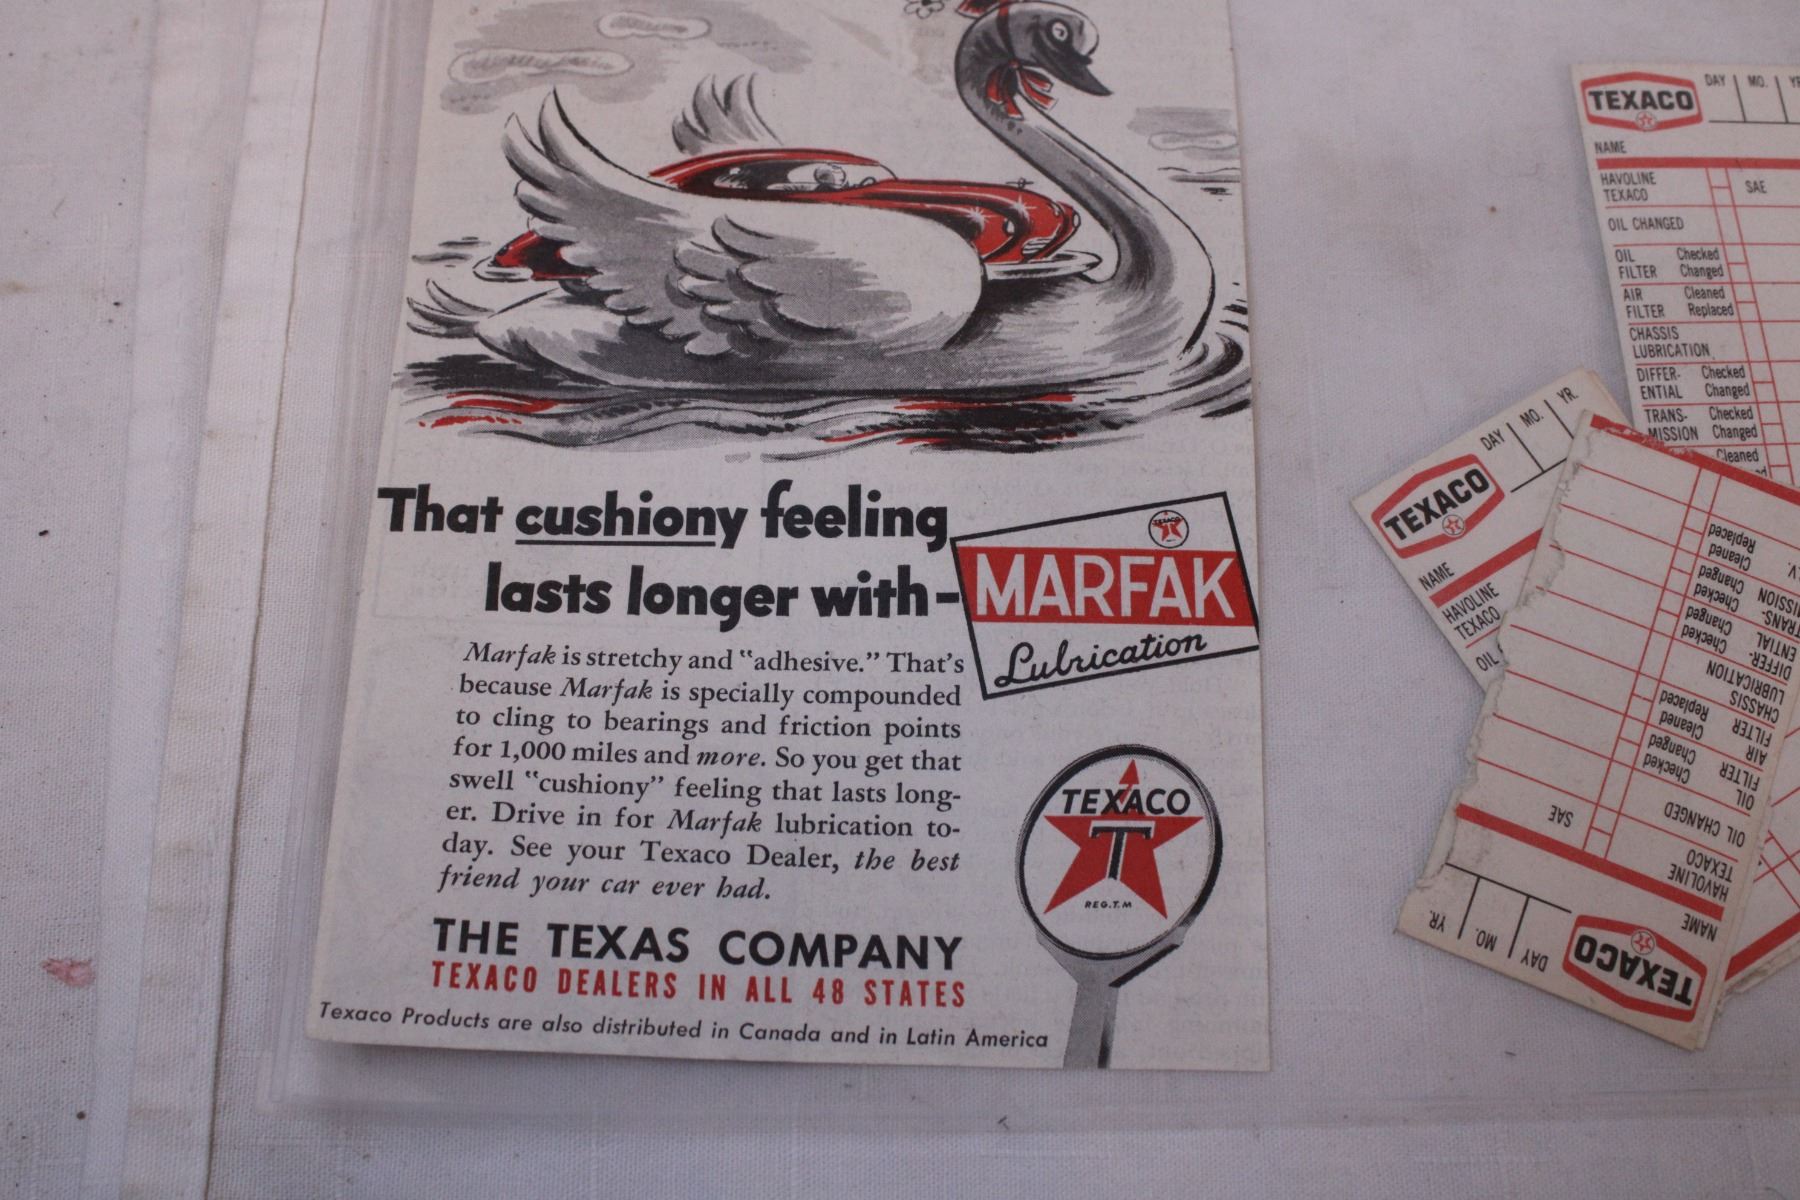 That cushiony feeling
lasts longer with-
TEXACO
MARFAK
Lubrication
Marfak is stretchy and "adhesive." That's
because Marfak is specially compounded
to cling to bearings and friction points
for 1,000 miles and more. So you get that
swell "cushiony" feeling that lasts long-
er. Drive in for Marfak lubrication to-
day. See your Texaco Dealer, the best
friend your car ever had.
TEXACO
T
REG. T. M
THE TEXAS COMPANY
TEXACO DEALERS IN ALL 48 STATES
Texaco Products are also distributed in Canada and in Latin America
TEXACO DAY MO. YR
NAME
HAVOLINE
TEXACO SAE
OIL CHANGED
OIL Checked
FILTER Changed
AIR Cleaned
FILTER Replaced
CHASSIS
LUBRICATION
DIFFER- Checked
ENTIAL Changed
TRANS- Checked
MISSION Changed
Cleaned
TEXACO DAY MO. YR.
NAME
HAVOLINE
TEXACO
OIL
TEXACO DAY MO. YR.
NAME
HAVOLINE
TEXACO SAE
OIL CHANGED
OIL Checked
FILTER Changed
AIR Cleaned
FILTER Replaced
CHASSIS
LUBRICATION
DIFFER- Checked
ENTIAL Changed
TRANS- Checked
MISSION Changed
Cleaned
Replaced